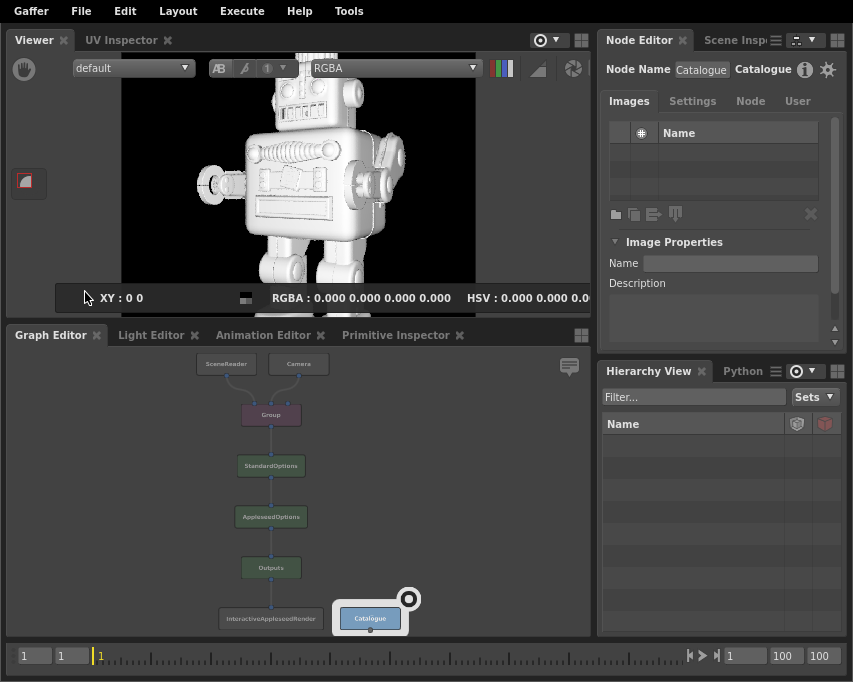 Gaffer File Edit Layout Execute Help Tools
Viewer UV Inspector
default AB RGBA
XY : 0 0 RGBA : 0.000 0.000 0.000 0.000 HSV : 0.000 0.000 0.0
Node Editor Scene Insp
Node Name Catalogue Catalogue
Images Settings Node User
Name
Image Properties
Name
Description
Graph Editor Light Editor Animation Editor Primitive Inspector
SceneReader Camera
Group
StandardOptions
AppleseedOptions
Outputs
InteractiveAppleseedRender Catalogue
Hierarchy View Python
Filter... Sets
Name
1 1 1 1 100 100